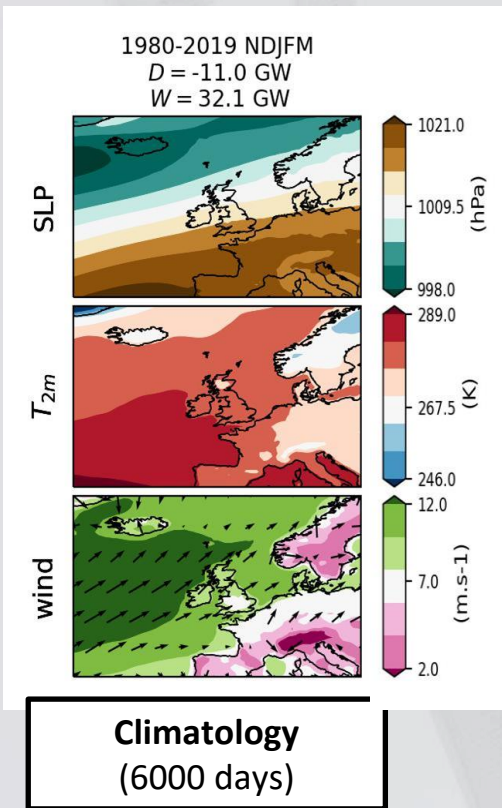 1980-2019 NDJFM
D = -11.0 GW
W = 32.1 GW
SLP
1021.0
1009.5
998.0
(hPa)
T2m
289.0
267.5
246.0
(K)
wind
12.0
7.0
2.0
(m.s-1)
Climatology
(6000 days)